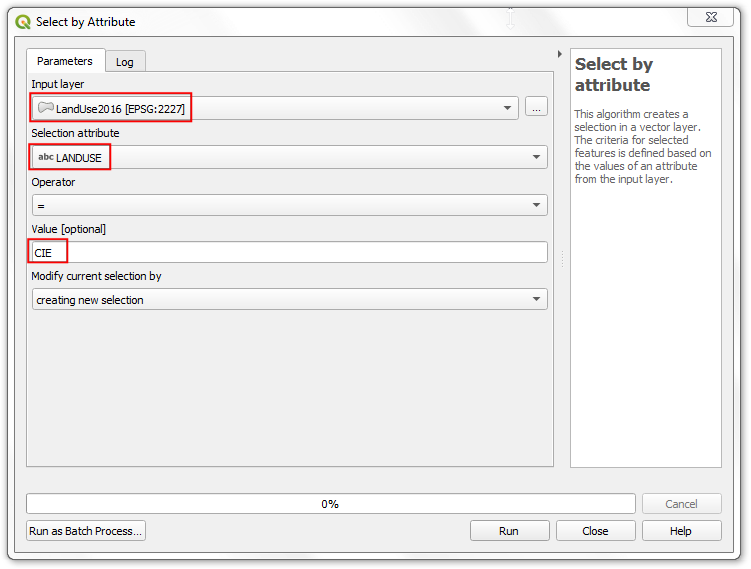 Select by Attribute
Parameters
Log
Input layer
LandUse2016 [EPSG:2227]
...
Selection attribute
abc LANDUSE
Operator
=
Value [optional]
CIE
Modify current selection by
creating new selection
Select by
attribute
This algorithm creates a
selection in a vector layer.
The criteria for selected
features is defined based on
the values of an attribute
from the input layer.
0%
Cancel
Run as Batch Process...
Run
Close
Help